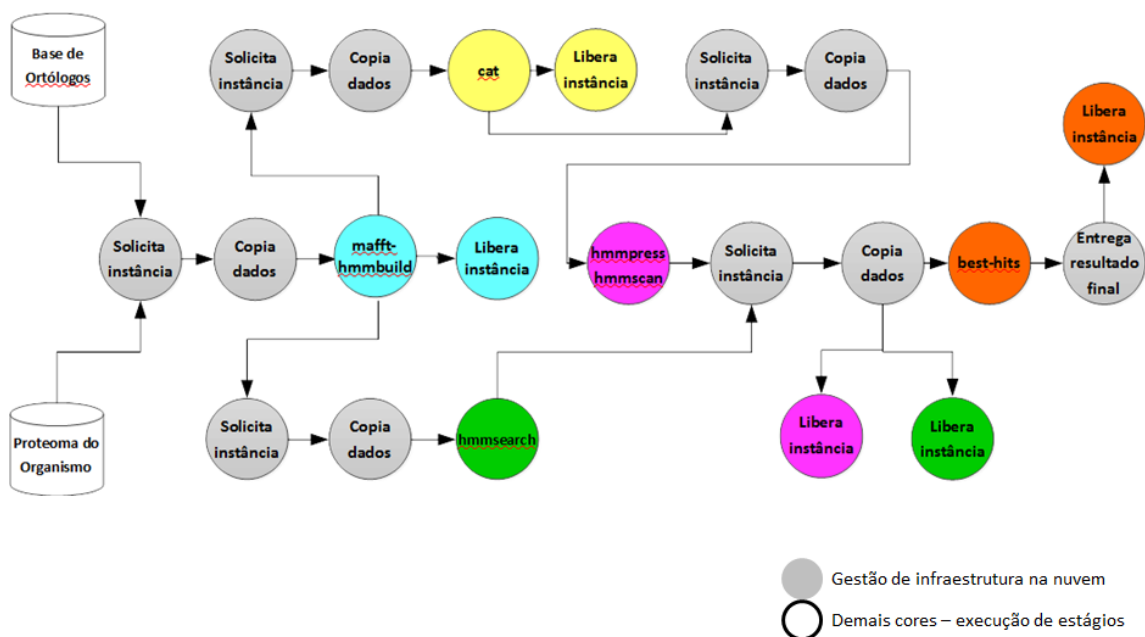 Base de
Ortólogos
Solicita
instância
Copia
dados
cat
Libera
instância
Solicita
instância
Copia
dados
Libera
instância
Solicita
instância
Copia
dados
mafft-
hmmbuild
Libera
instância
hmmpress
hmmscan
Solicita
instância
Copia
dados
best-hits
Entrega
resultado
final
Proteoma do
Organismo
Solicita
instância
Copia
dados
hmmsearch
Libera
instância
Libera
instância
Gestão de infraestrutura na nuvem
Demais cores – execução de estágios